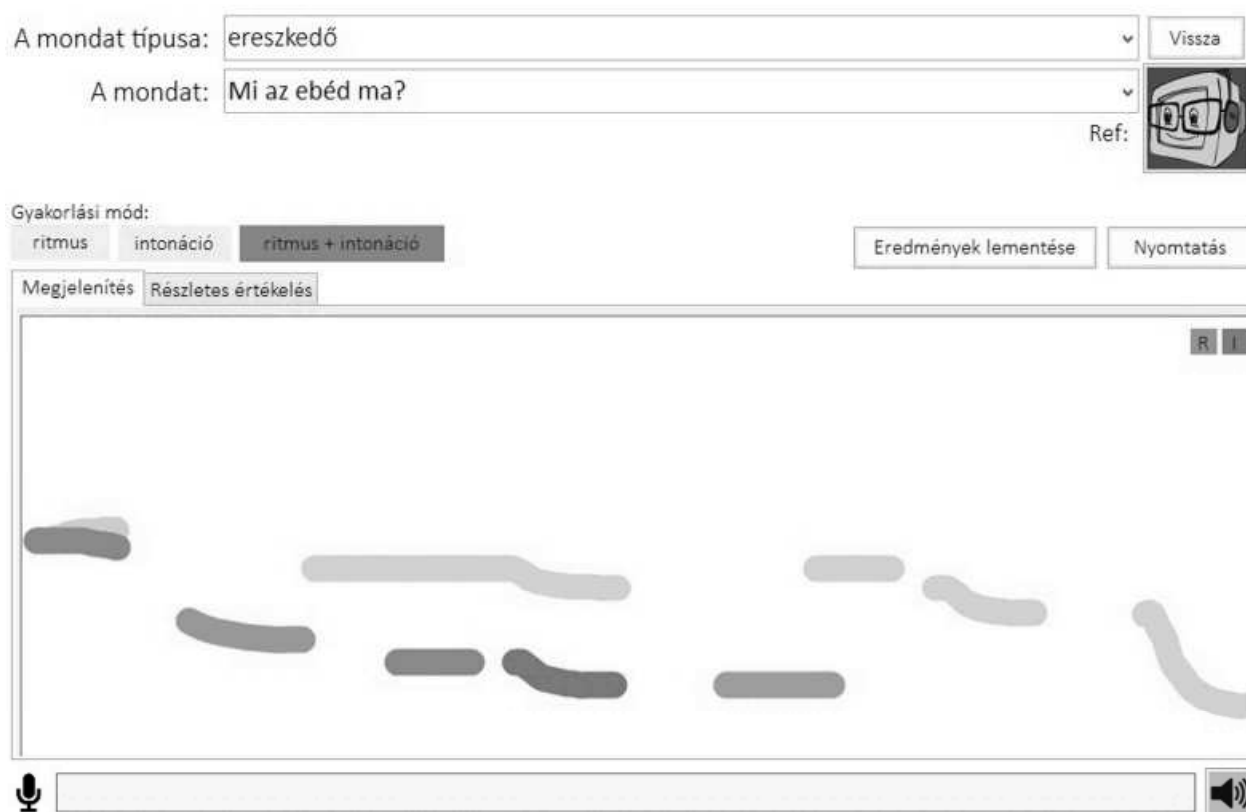 A mondat típusa: ereszkedő Vissza
A mondat: Mi az ebéd ma?
Ref:
Gyakorlási mód:
ritmus intonáció ritmus + intonáció Eredmények lementése Nyomtatás
Megjelenítés Részletes értékelés
R I